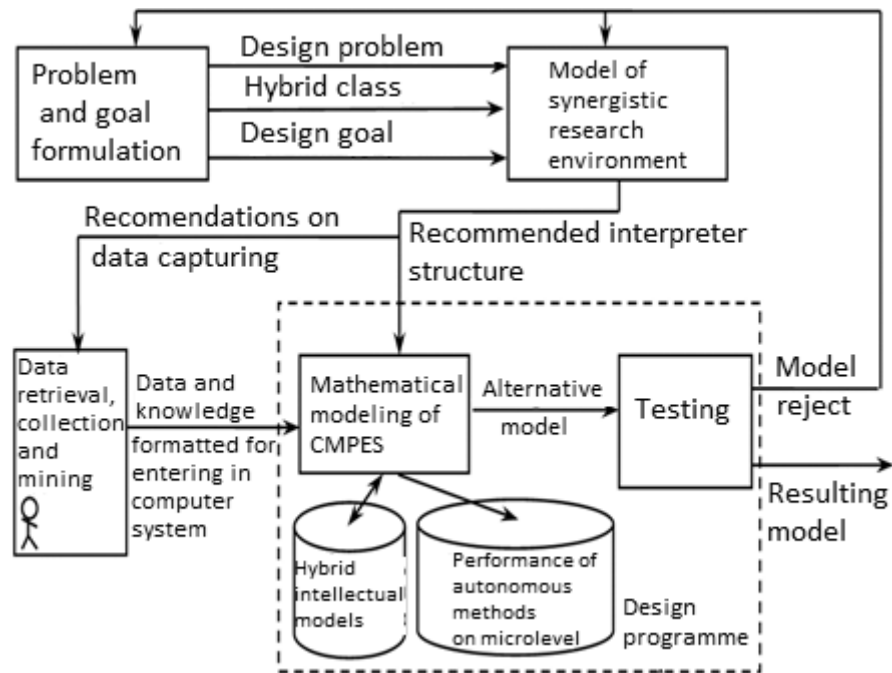 Problem
and goal
formulation
Design problem
Hybrid class
Design goal
Model of
synergistic
research
environment
Recomendations on
data capturing
Recommended interpreter
structure
Data
retrieval,
collection
and
mining
Data and
knowledge
formatted for
entering in
computer
system
Mathematical
modeling of
CMPES
Alternative
model
Testing
Model
reject
Resulting
model
Hybrid
intellectual
models
Performance of
autonomous
methods
on microlevel
Design
programme